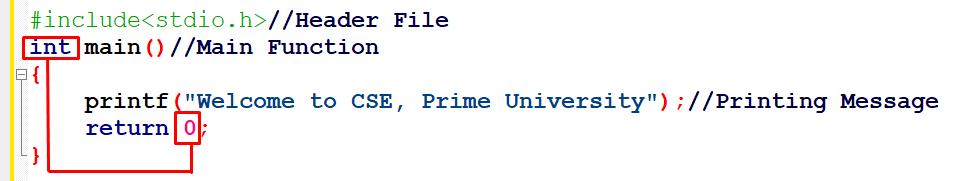 #include<stdio.h>//Header File
int main()//Main Function
{
printf("Welcome to CSE, Prime University");//Printing Message
return 0;
}